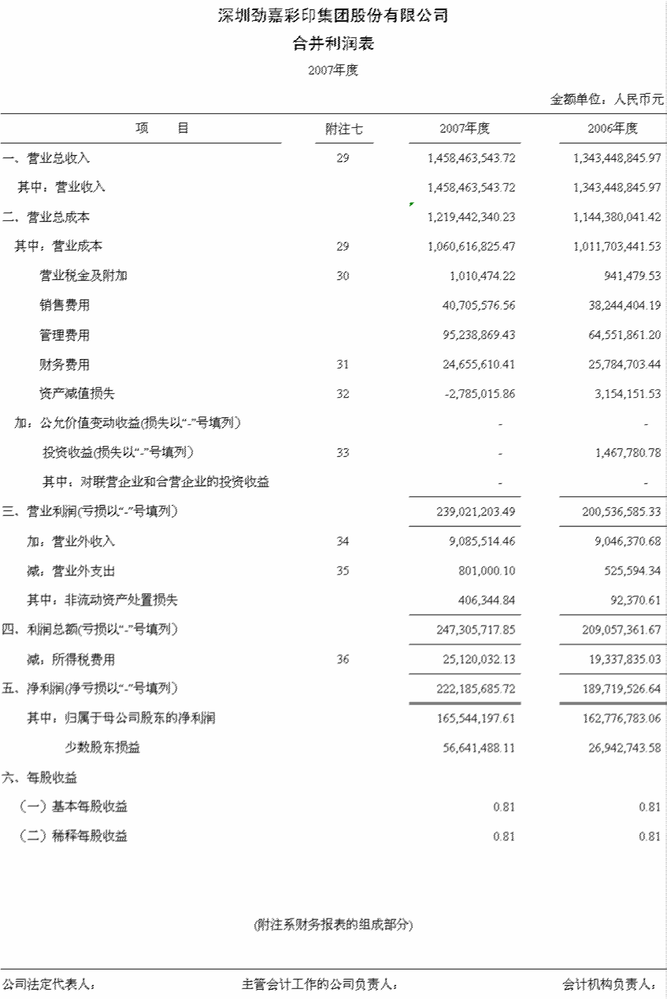 深圳劲嘉彩印集团股份有限公司
合并利润表
2007年度
金额单位：人民币元
项 目 附注七 2007年度 2006年度
一、营业总收入 29 1,458,463,543.72 1,343,448,845.97
其中：营业收入 1,458,463,543.72 1,343,448,845.97
二、营业总成本 1,219,442,340.23 1,144,380,041.42
其中：营业成本 29 1,060,616,825.47 1,011,703,441.53
营业税金及附加 30 1,010,474.22 941,479.53
销售费用 40,705,576.56 38,244,404.19
管理费用 95,238,869.43 64,551,861.20
财务费用 31 24,655,610.41 25,784,703.44
资产减值损失 32 -2,785,015.86 3,154,151.53
加：公允价值变动收益(损失以“-”号填列） - -
投资收益(损失以“-”号填列） 33 - 1,467,780.78
其中：对联营企业和合营企业的投资收益 - -
三、营业利润(亏损以“-”号填列） 239,021,203.49 200,536,585.33
加：营业外收入 34 9,085,514.46 9,046,370.68
减：营业外支出 35 801,000.10 525,594.34
其中：非流动资产处置损失 406,344.84 92,370.61
四、利润总额(亏损以“-”号填列） 247,305,717.85 209,057,361.67
减：所得税费用 36 25,120,032.13 19,337,835.03
五、净利润(净亏损以“-”号填列） 222,185,685.72 189,719,526.64
其中：归属于母公司股东的净利润 165,544,197.61 162,776,783.06
少数股东损益 56,641,488.11 26,942,743.58
六、每股收益
（一）基本每股收益 0.81 0.81
（二）稀释每股收益 0.81 0.81
(附注系财务报表的组成部分)
公司法定代表人： 主管会计工作的公司负责人： 会计机构负责人：